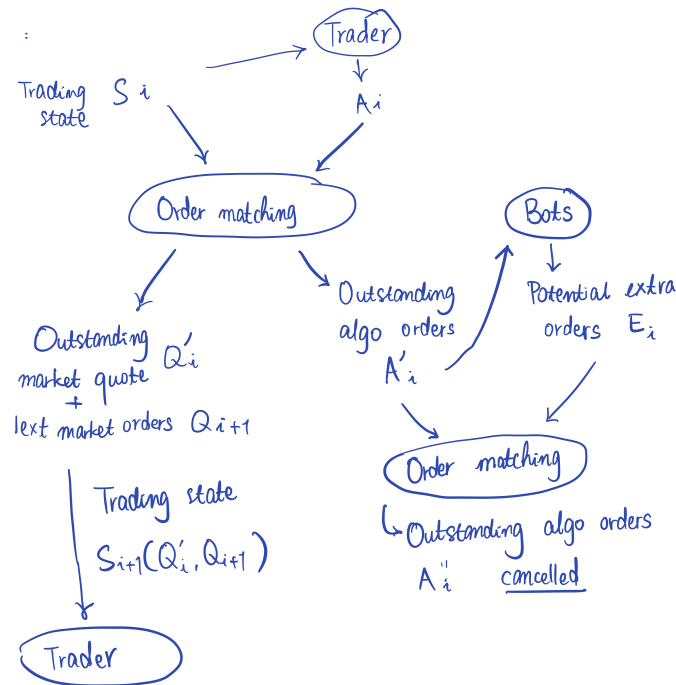 :
Trader
Trading S i
state
A i
Order matching
Bots
Outstanding
algo orders
A'i
Potential extra
orders E i
Outstanding Q'i
market quote
+
lext market orders Q i+1
Order matching
Trading state
S i+1 (Q'i, Q i+1)
Outstanding algo orders
A"i cancelled
Trader